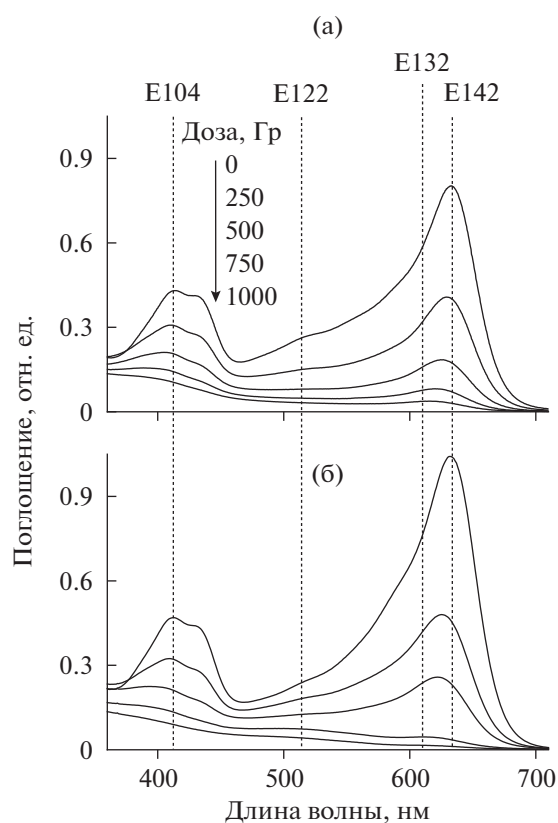 (а)
E132
E104 E122 E142
Доза, Гр
0
250
500
750
1000
0.9
0.6
0.3
0
(б)
0.9
0.6
0.3
0
400 500 600 700
Длина волны, нм
Поглощение, отн. ед.